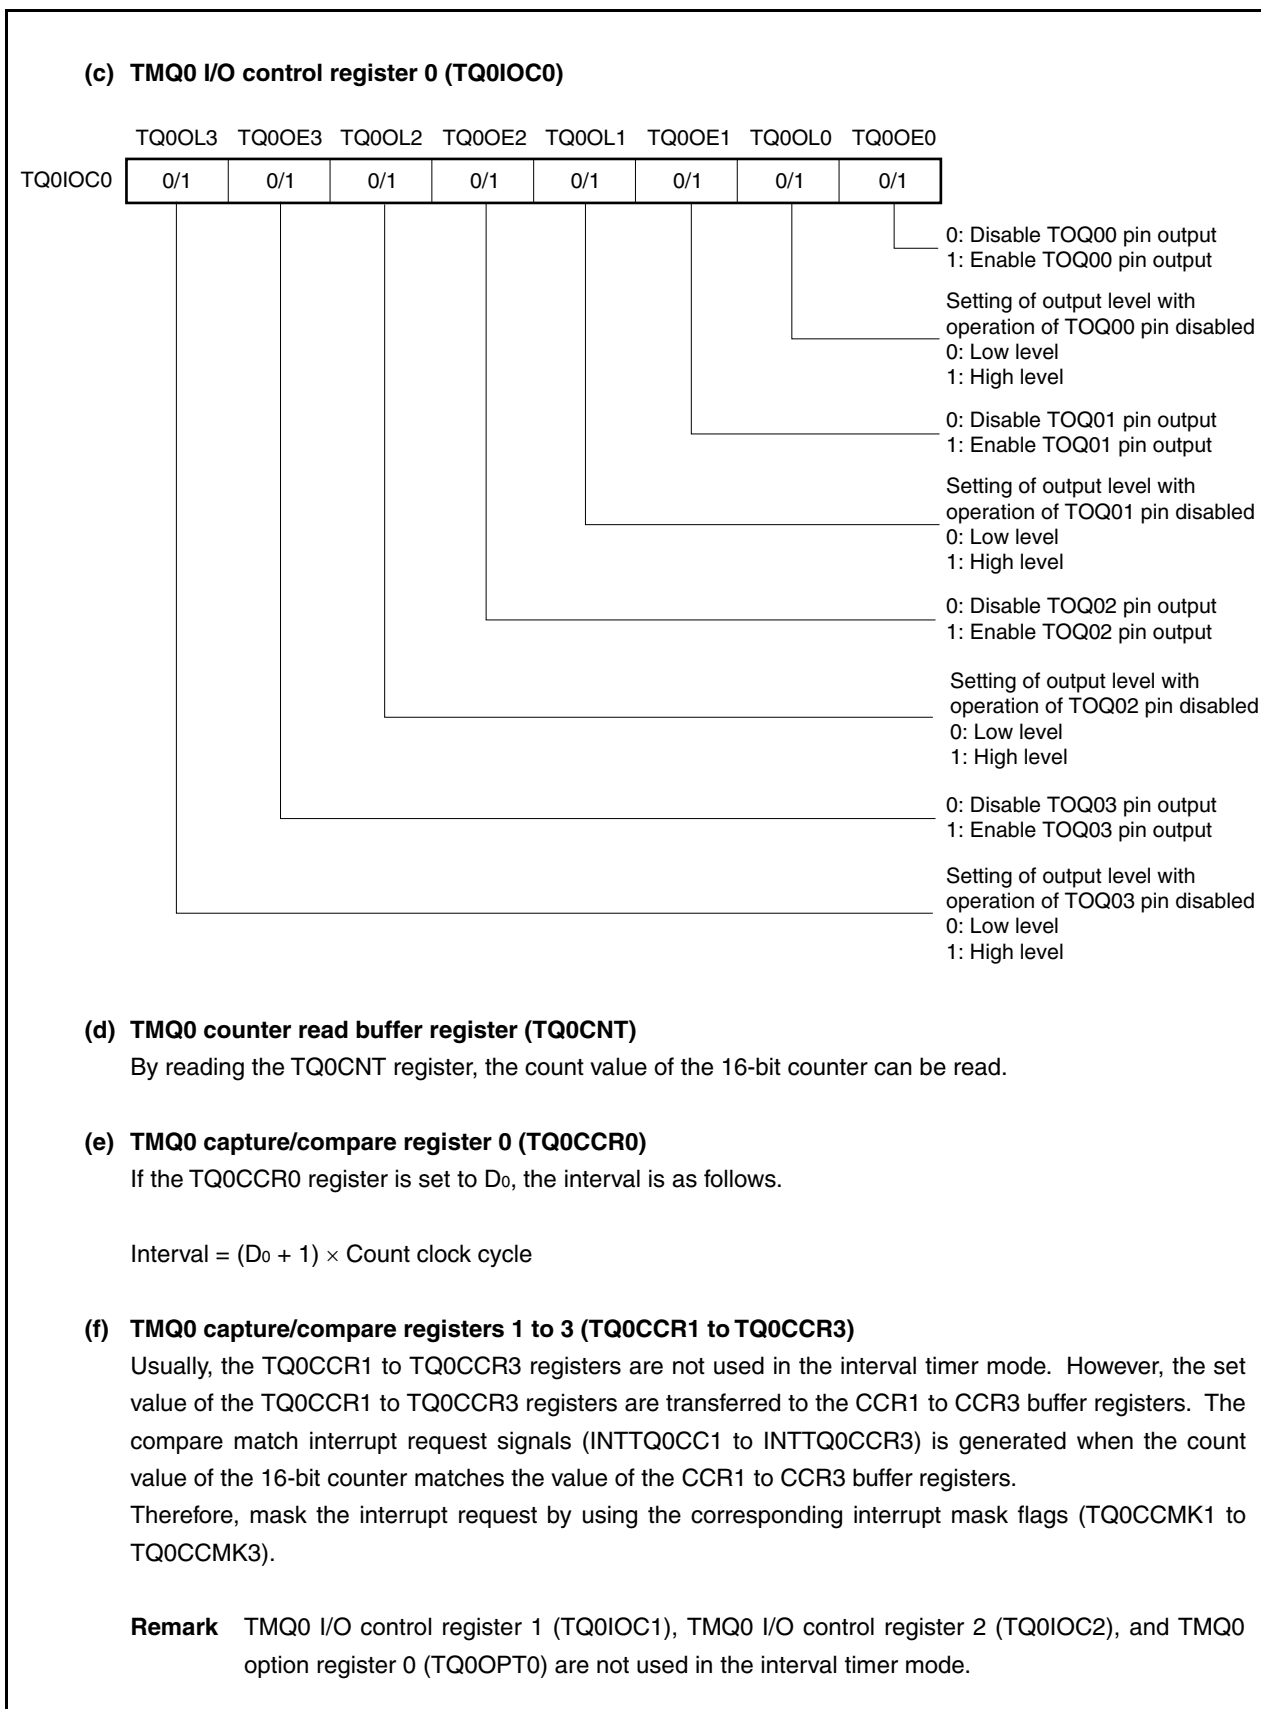 (c) TMQ0 I/O control register 0 (TQ0IOC0)
TQ0OL3 TQ0OE3 TQ0OL2 TQ0OE2 TQ0OL1 TQ0OE1 TQ0OL0 TQ0OE0
TQ0IOC0 0/1 0/1 0/1 0/1 0/1 0/1 0/1 0/1
0: Disable TOQ00 pin output
1: Enable TOQ00 pin output
Setting of output level with
operation of TOQ00 pin disabled
0: Low level
1: High level
0: Disable TOQ01 pin output
1: Enable TOQ01 pin output
Setting of output level with
operation of TOQ01 pin disabled
0: Low level
1: High level
0: Disable TOQ02 pin output
1: Enable TOQ02 pin output
Setting of output level with
operation of TOQ02 pin disabled
0: Low level
1: High level
0: Disable TOQ03 pin output
1: Enable TOQ03 pin output
Setting of output level with
operation of TOQ03 pin disabled
0: Low level
1: High level
(d) TMQ0 counter read buffer register (TQ0CNT)
By reading the TQ0CNT register, the count value of the 16-bit counter can be read.
(e) TMQ0 capture/compare register 0 (TQ0CCR0)
If the TQ0CCR0 register is set to D0, the interval is as follows.
Interval = (D0 + 1) × Count clock cycle
(f) TMQ0 capture/compare registers 1 to 3 (TQ0CCR1 to TQ0CCR3)
Usually, the TQ0CCR1 to TQ0CCR3 registers are not used in the interval timer mode. However, the set
value of the TQ0CCR1 to TQ0CCR3 registers are transferred to the CCR1 to CCR3 buffer registers. The
compare match interrupt request signals (INTTQ0CC1 to INTTQ0CCR3) is generated when the count
value of the 16-bit counter matches the value of the CCR1 to CCR3 buffer registers.
Therefore, mask the interrupt request by using the corresponding interrupt mask flags (TQ0CCMK1 to
TQ0CCMK3).
Remark TMQ0 I/O control register 1 (TQ0IOC1), TMQ0 I/O control register 2 (TQ0IOC2), and TMQ0
option register 0 (TQ0OPT0) are not used in the interval timer mode.